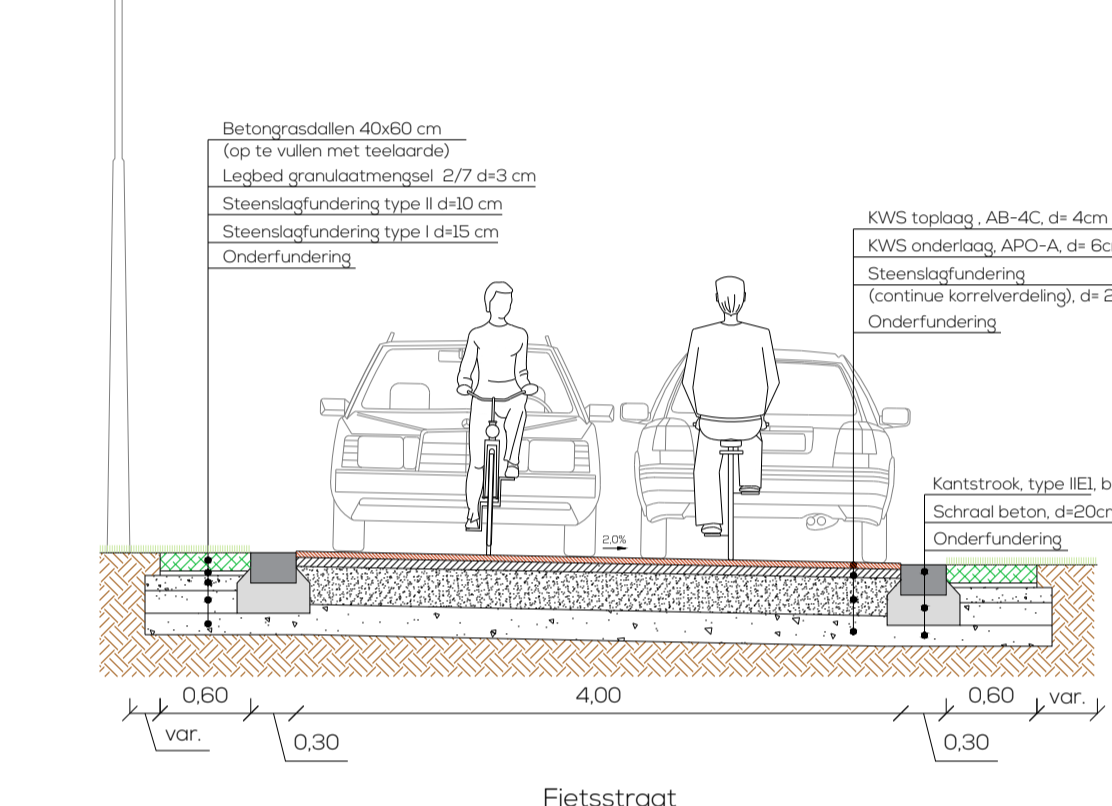 Betongrasdallen 40x60 cm
(op te vullen met teelaarde)
Legbed granulaatmengsel 2/7 d=3 cm
Steenslagfundering type II d=10 cm
Steenslagfundering type I d=15 cm
Onderfundering
KWS toplaag , AB-4C, d= 4cm
KWS onderlaag, APO-A, d= 6c
Steenslagfundering
(continue korrelverdeling), d= 2
Onderfundering
Kantstrook, type IIE1, b
Schraal beton, d=20cm
Onderfundering
2,0%
0,60
4,00
0,60
var.
var.
0,30
0,30
Fietsstraat